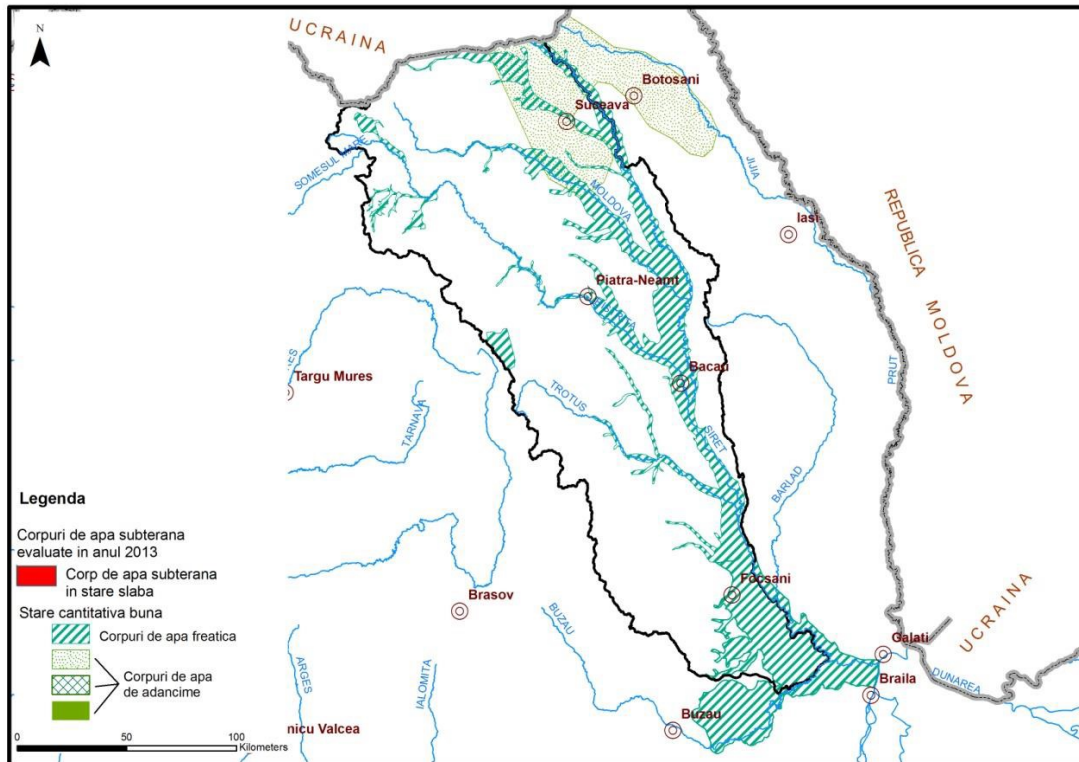 N
UCRAINA
Botosani
Suceava
JIJIA
SOMESUL MARE
MOLDOVA
Iasi
REPUBLICA MOLDOVA
Piatra-Neamt
PRUT
Bacau
Targu Mures
TROTUS
TARNAVA
SIRET
BARLAD
Legenda
Corpuri de apa subterana
evaluate in anul 2013
Corp de apa subterana
in stare slaba
Stare cantitativa buna
Corpuri de apa freatica
Corpuri de apa
de adancime
Focsani
Brasov
BUZAU
UCRAINA
Galati
DUNAREA
Braila
ARGES
IALOMITA
Buzau
nicu Valcea
0 50 100
Kilometers